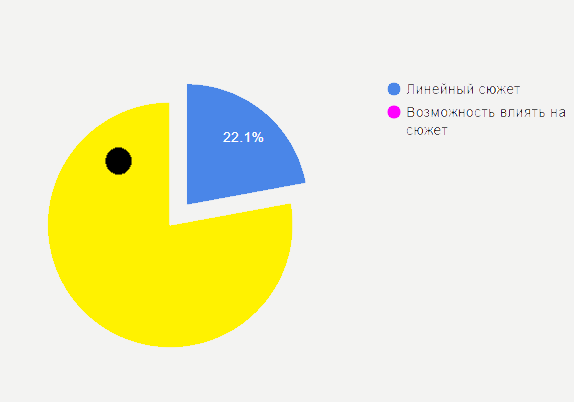 Линейный сюжет
Возможность влиять на
сюжет
22.1%